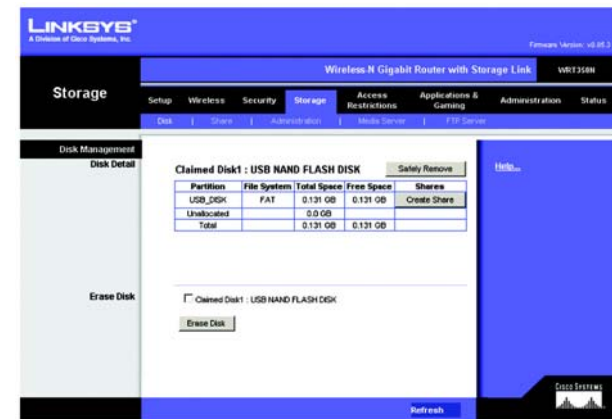 LINKSYS®
A Division of Cisco Systems, Inc.
Firmware Version: v0.05.3
Wireless-N Gigabit Router with Storage Link WRT350N
Storage
Setup Wireless Security Storage Access Restrictions Applications & Gaming Administration Status
Disk | Share | Administration | Media Server | FTP Server
Disk Management
Disk Detail
Claimed Disk1 : USB NAND FLASH DISK Safely Remove
Help...
Partition File System Total Space Free Space Shares
USB_DISK FAT 0.131 GB 0.131 GB Create Share
Unallocated 0.0 GB
Total 0.131 GB 0.131 GB
Erase Disk
Claimed Disk1 : USB NAND FLASH DISK
Erase Disk
Refresh
CISCO SYSTEMS